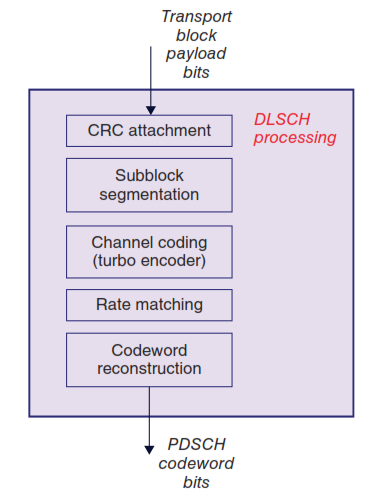 Transport
block
payload
bits
DLSCH
processing
CRC attachment
Subblock
segmentation
Channel coding
(turbo encoder)
Rate matching
Codeword
reconstruction
PDSCH
codeword
bits